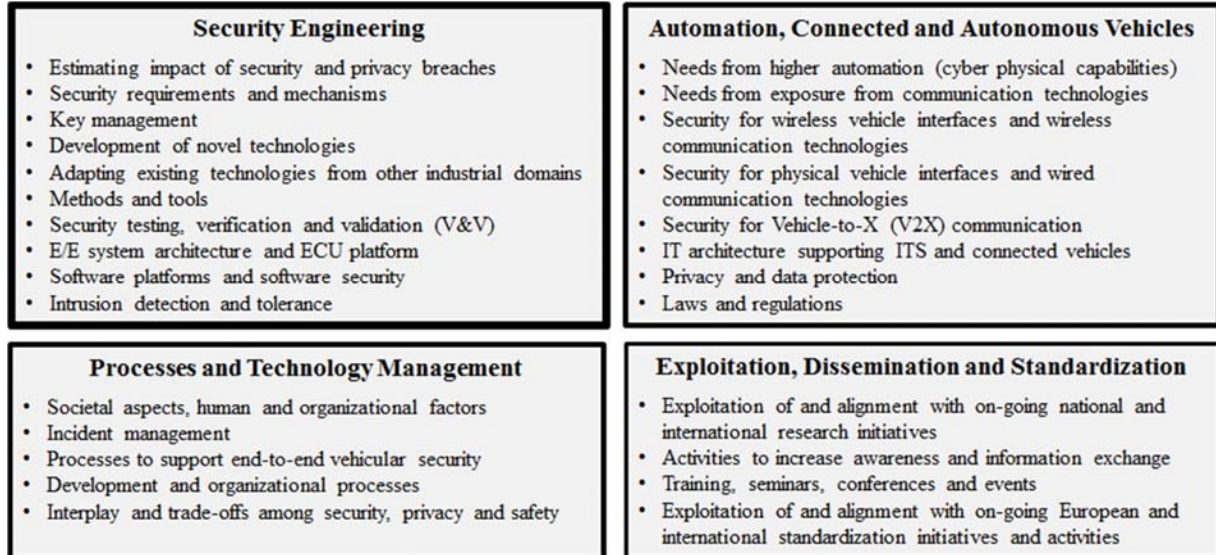 Security Engineering
• Estimating impact of security and privacy breaches
• Security requirements and mechanisms
• Key management
• Development of novel technologies
• Adapting existing technologies from other industrial domains
• Methods and tools
• Security testing, verification and validation (V&V)
• E/E system architecture and ECU platform
• Software platforms and software security
• Intrusion detection and tolerance
Automation, Connected and Autonomous Vehicles
• Needs from higher automation (cyber physical capabilities)
• Needs from exposure from communication technologies
• Security for wireless vehicle interfaces and wireless
communication technologies
• Security for physical vehicle interfaces and wired
communication technologies
• Security for Vehicle-to-X (V2X) communication
• IT architecture supporting ITS and connected vehicles
• Privacy and data protection
• Laws and regulations
Processes and Technology Management
• Societal aspects, human and organizational factors
• Incident management
• Processes to support end-to-end vehicular security
• Development and organizational processes
• Interplay and trade-offs among security, privacy and safety
Exploitation, Dissemination and Standardization
• Exploitation of and alignment with on-going national and
international research initiatives
• Activities to increase awareness and information exchange
• Training, seminars, conferences and events
• Exploitation of and alignment with on-going European and
international standardization initiatives and activities